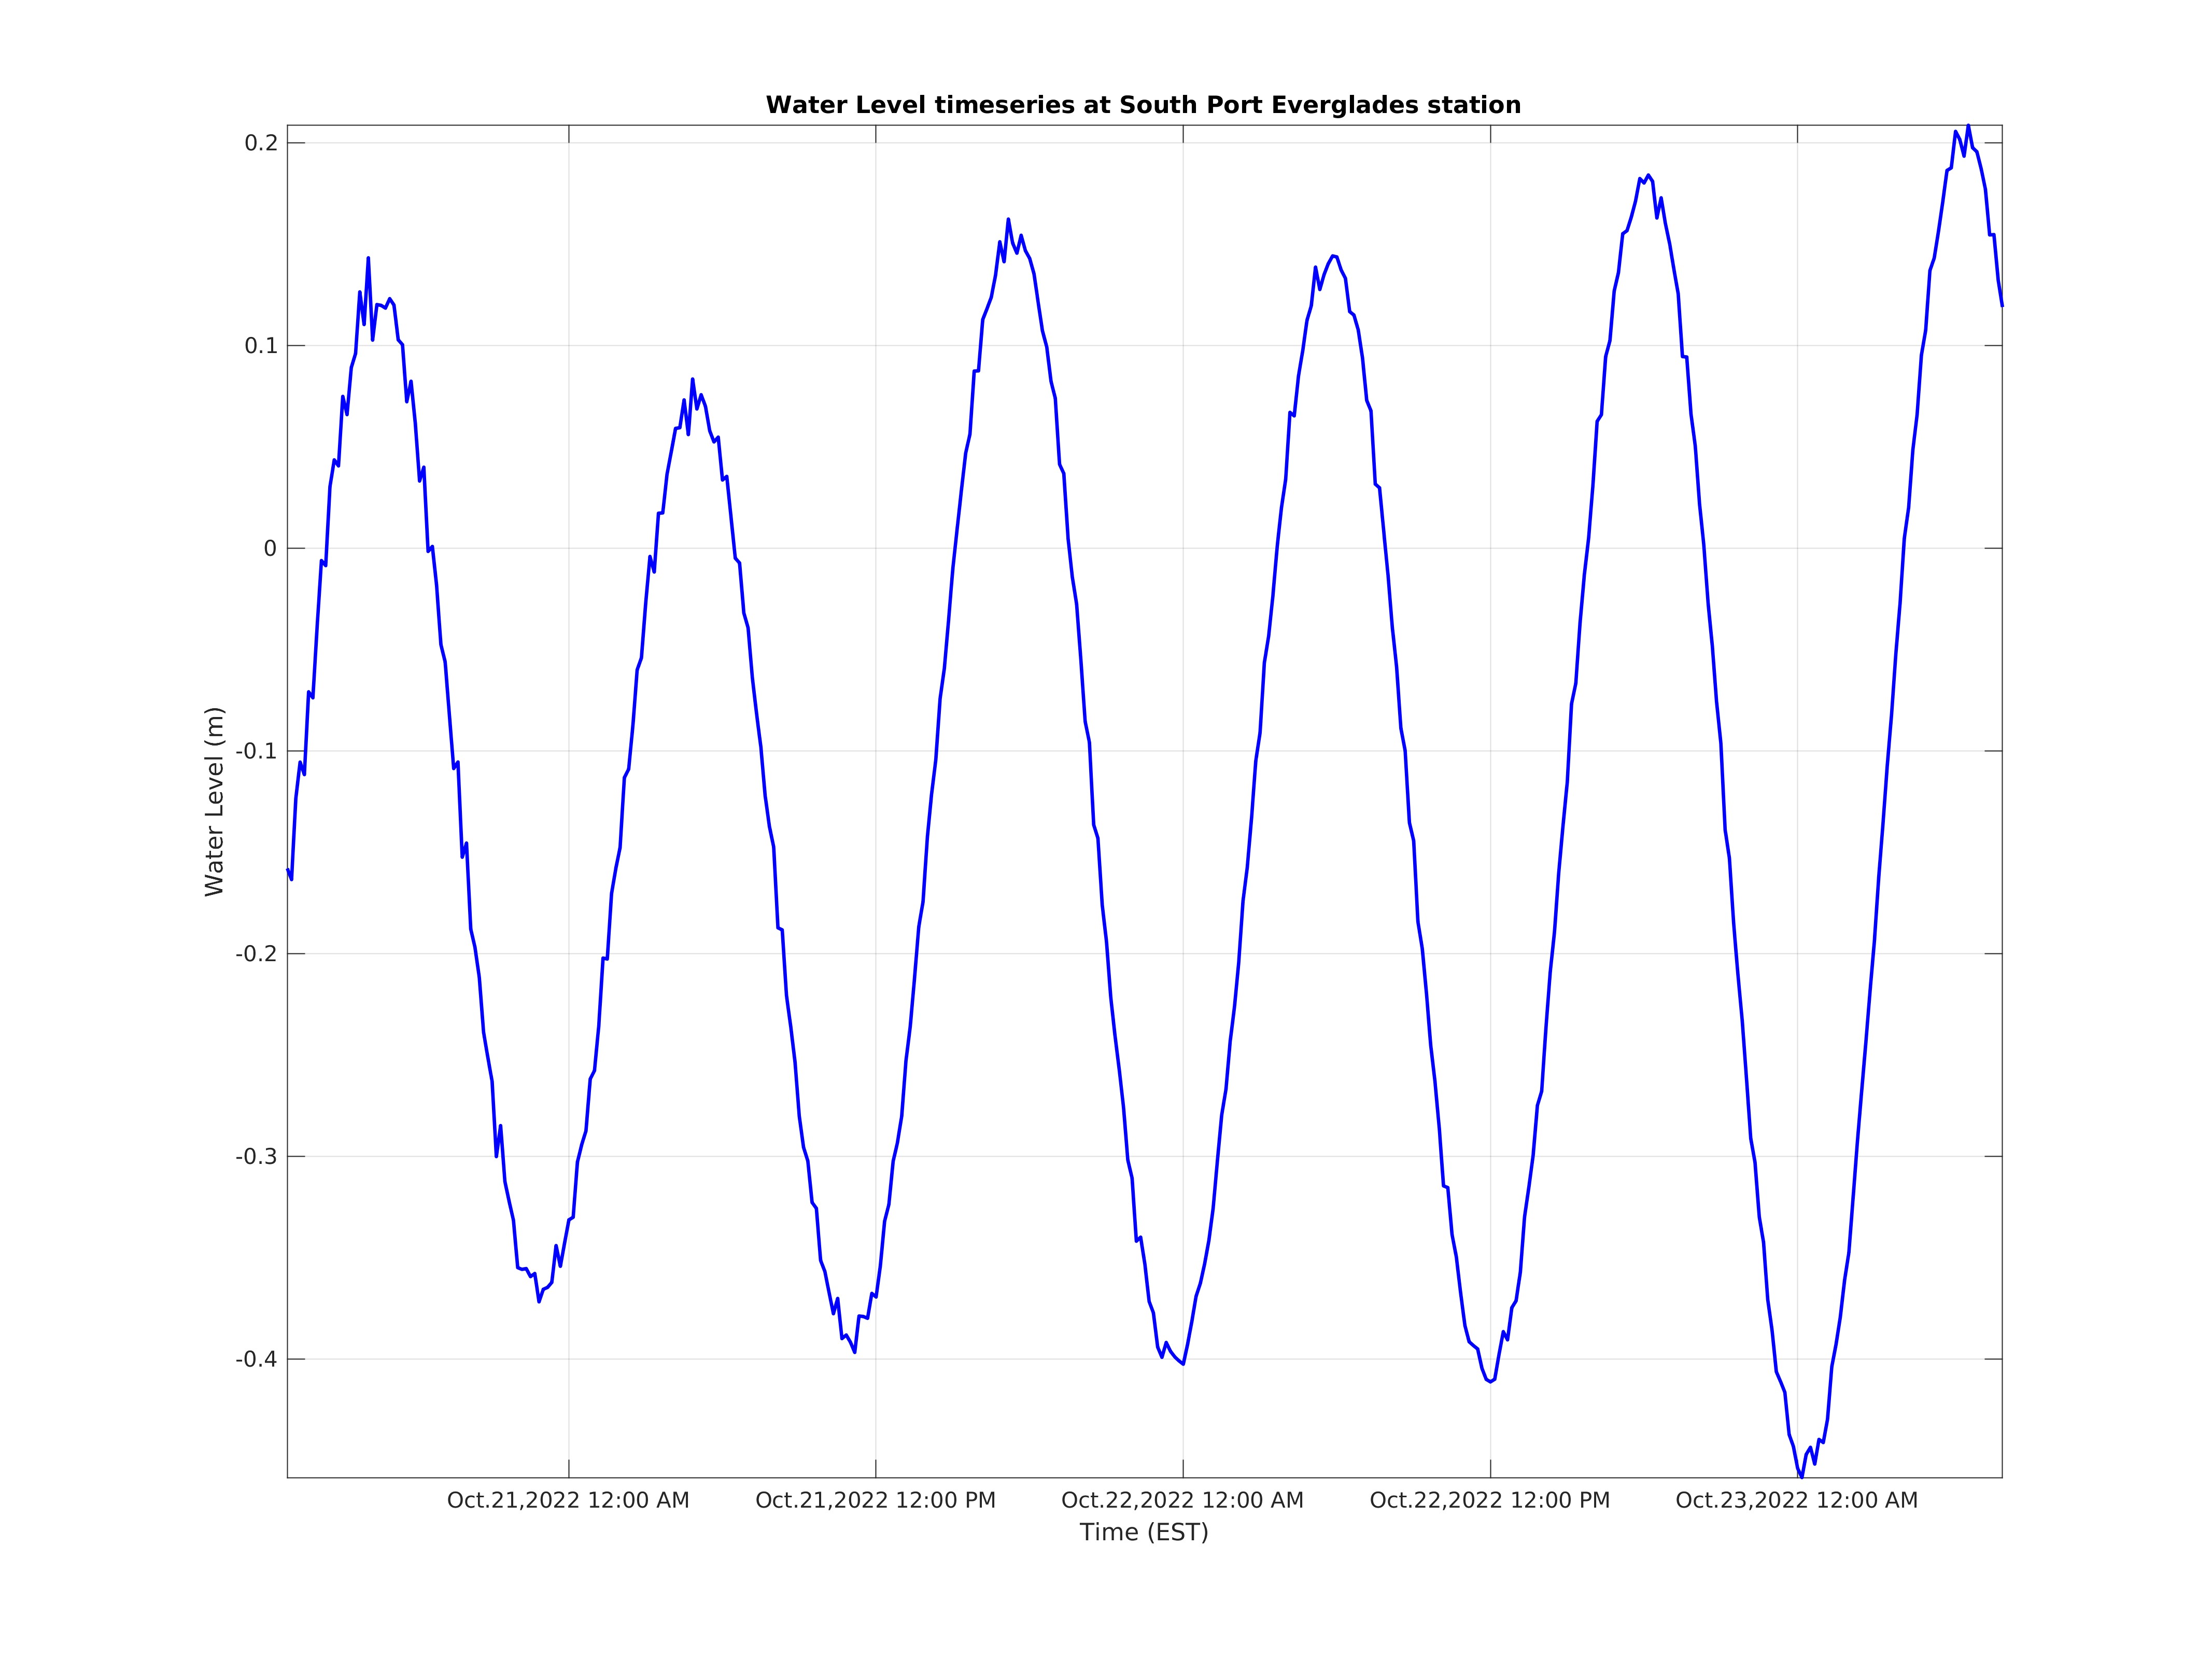 Water Level timeseries at South Port Everglades station
0.2
0.1
0
-0.1
-0.2
-0.3
-0.4
Water Level (m)
Oct.21,2022 12:00 AM
Oct.21,2022 12:00 PM
Oct.22,2022 12:00 AM
Oct.22,2022 12:00 PM
Oct.23,2022 12:00 AM
Time (EST)